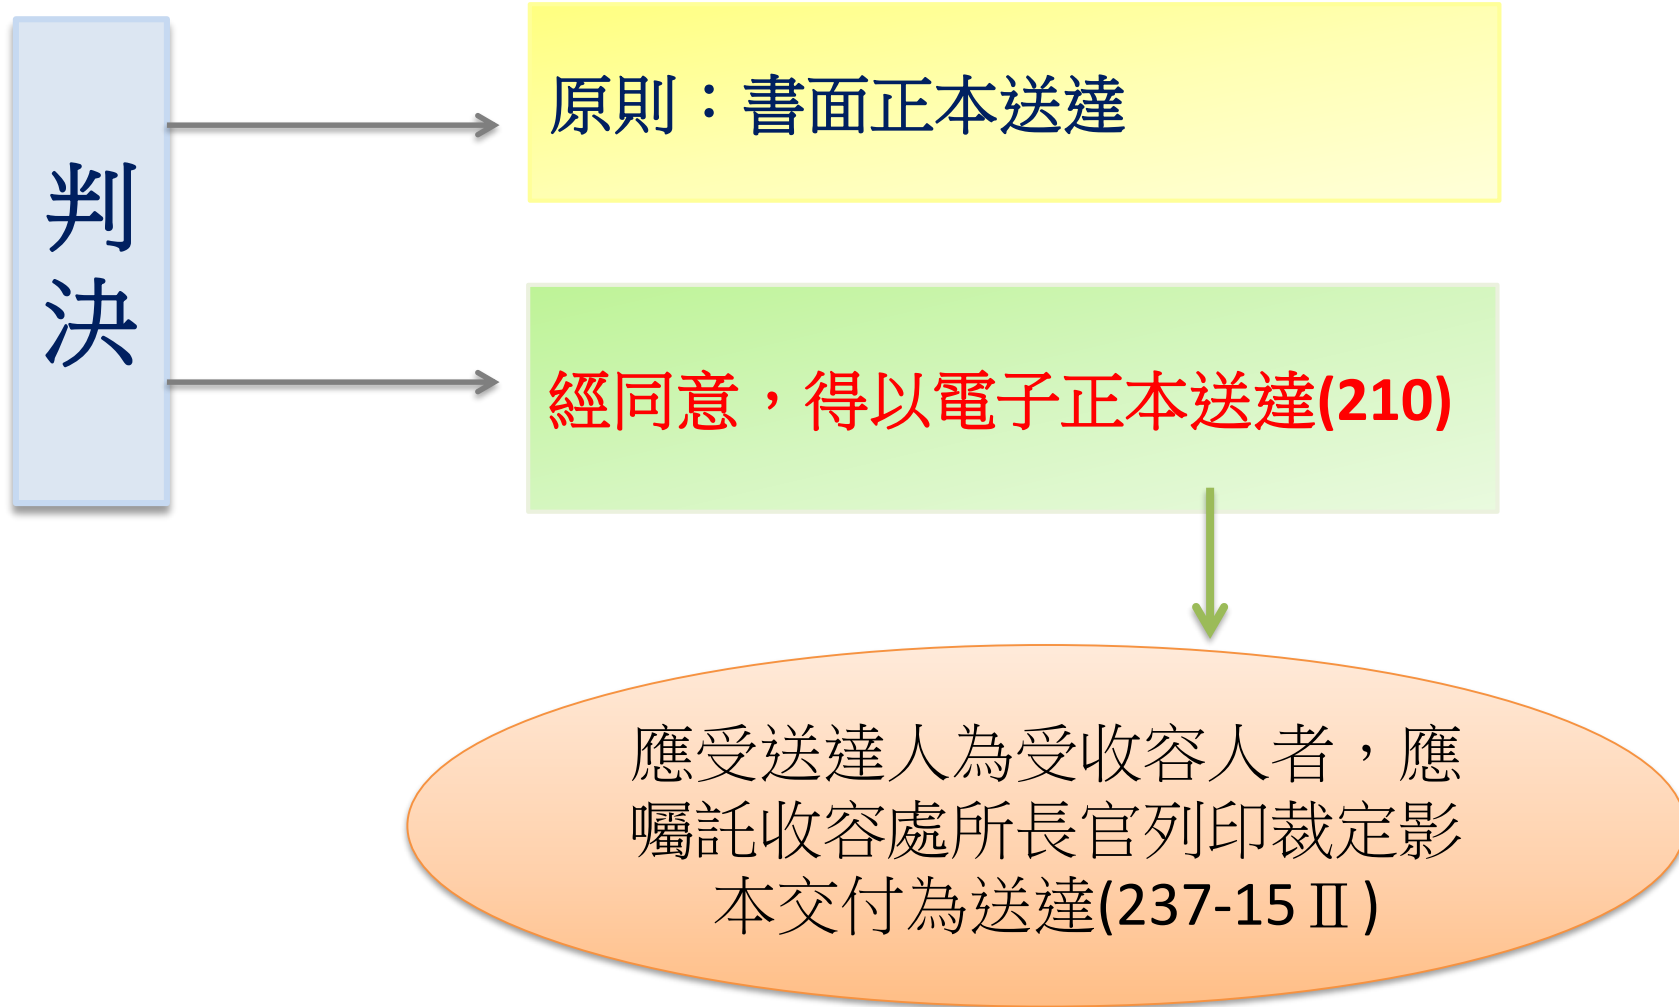 判
決
原則：書面正本送達
經同意，得以電子正本送達(210)
應受送達人為受收容人者，應
囑託收容處所長官列印裁定影
本交付為送達(237-15Ⅱ)